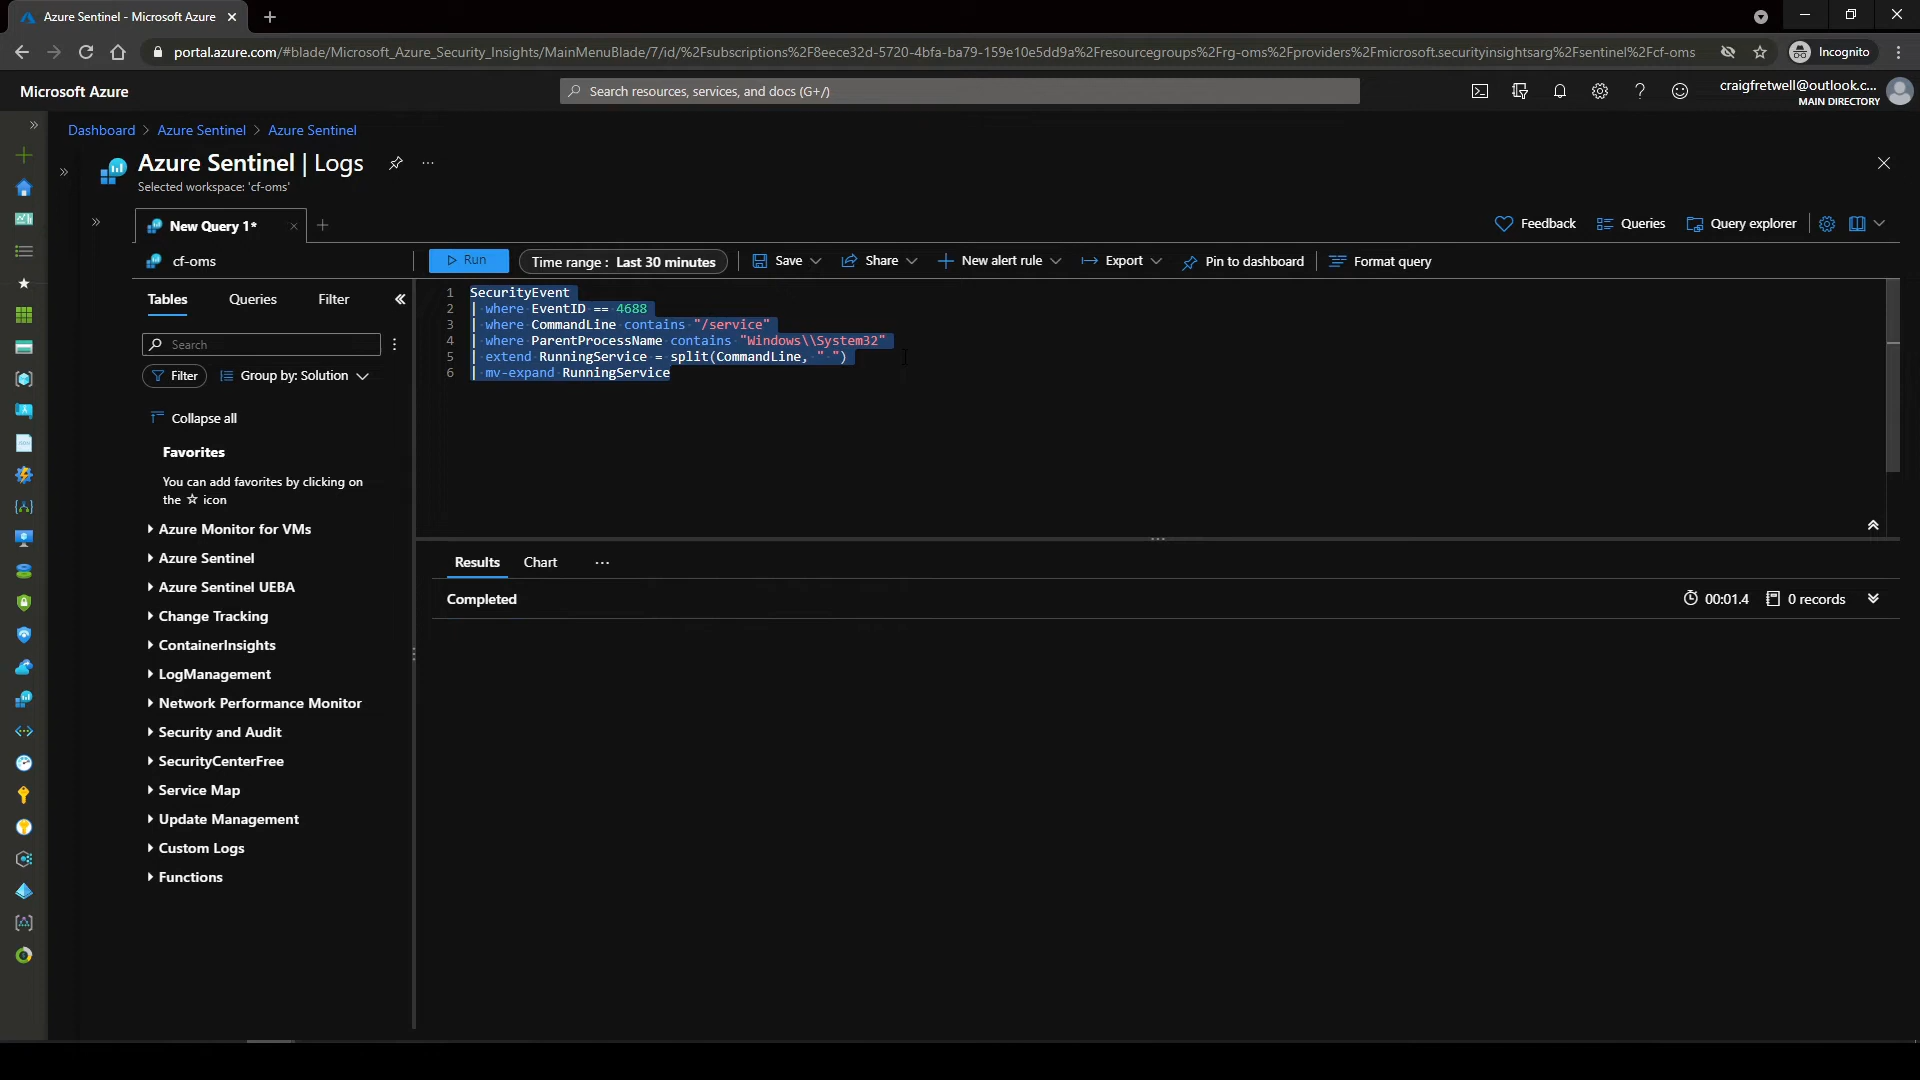 Azure Sentinel - Microsoft Azure
portal.azure.com/#blade/Microsoft_Azure_Security_Insights/MainMenuBlade/7/id/%2Fsubscriptions%2F8eece32d-5720-4bfa-ba79-159e10e5dd9a%2Fresourcegroups%2Frg-oms%2Fproviders%2Fmicrosoft.securityinsightsarg%2Fsentinel%2Fcf-oms
Incognito
Microsoft Azure
Search resources, services, and docs (G+/)
craigfretwell@outlook.c...
MAIN DIRECTORY
Dashboard > Azure Sentinel > Azure Sentinel
Azure Sentinel | Logs
Selected workspace: 'cf-oms'
New Query 1*
Feedback
Queries
Query explorer
cf-oms
Run
Time range : Last 30 minutes
Save
Share
New alert rule
Export
Pin to dashboard
Format query
Tables
Queries
Filter
Search
Filter
Group by: Solution
Collapse all
Favorites
You can add favorites by clicking on
the ☆ icon
Azure Monitor for VMs
Azure Sentinel
Azure Sentinel UEBA
Change Tracking
ContainerInsights
LogManagement
Network Performance Monitor
Security and Audit
SecurityCenterFree
Service Map
Update Management
Custom Logs
Functions
1 SecurityEvent
2 | where EventID == 4688
3 | where CommandLine contains "/service"
4 | where ParentProcessName contains "Windows\\System32"
5 | extend RunningService = split(CommandLine, " ")
6 | mv-expand RunningService
Results
Chart
...
Completed
00:01.4
0 records